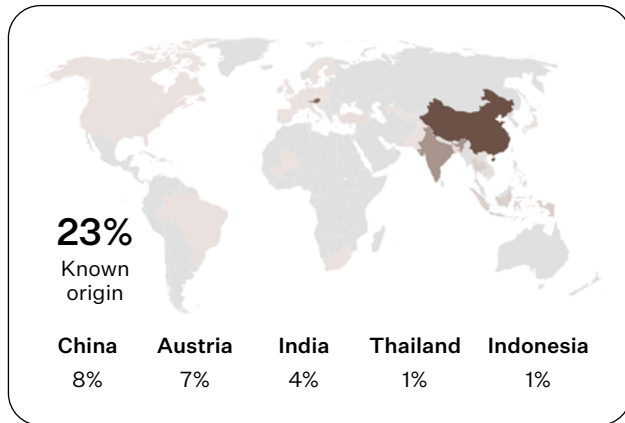 23%
Known
origin
China Austria India Thailand Indonesia
8% 7% 4% 1% 1%